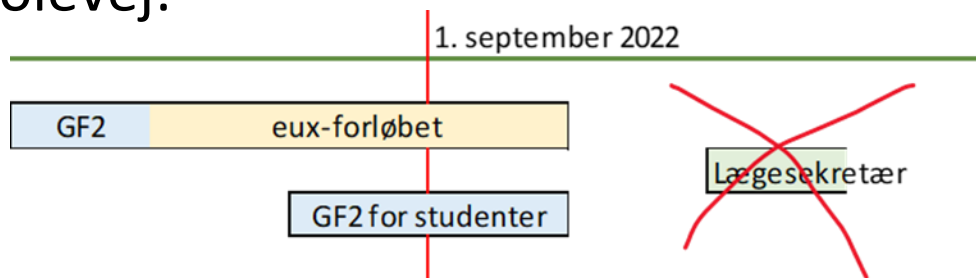 olevej.
1. september 2022
GF2 eux-forløbet
Lægesekretær
GF2 for studenter